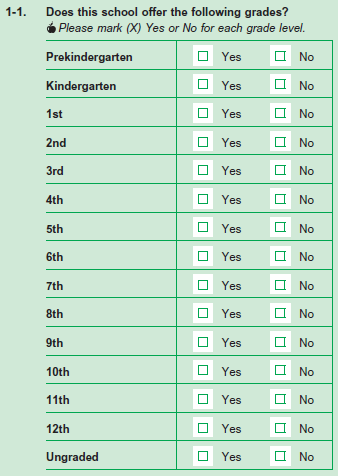 1-1. Does this school offer the following grades?
Please mark (X) Yes or No for each grade level.
Prekindergarten Yes No
Kindergarten Yes No
1st Yes No
2nd Yes No
3rd Yes No
4th Yes No
5th Yes No
6th Yes No
7th Yes No
8th Yes No
9th Yes No
10th Yes No
11th Yes No
12th Yes No
Ungraded Yes No